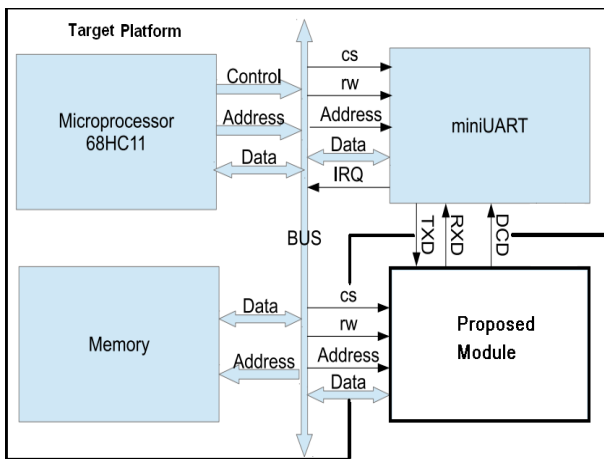 Target Platform
Microprocessor
68HC11
Control
Address
Data
cs
rw
Address
Data
IRQ
miniUART
BUS
TXD
RXD
DCD
Memory
Data
Address
cs
rw
Address
Data
Proposed
Module